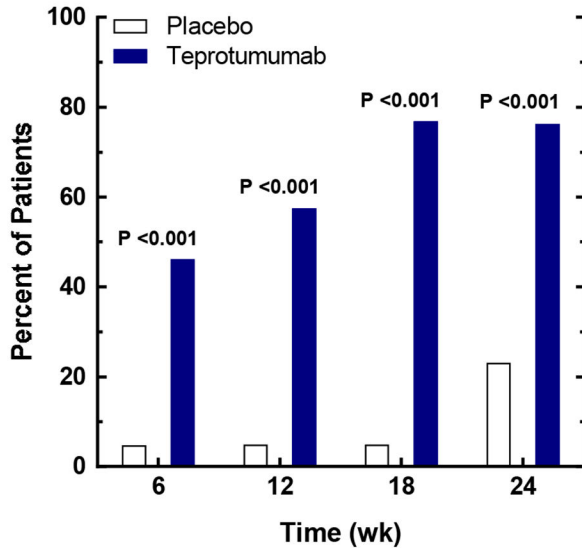 100
80
60
40
20
0
Percent of Patients
Placebo
Teprotumumab
P <0.001
P <0.001
P <0.001
P <0.001
6 12 18 24
Time (wk)